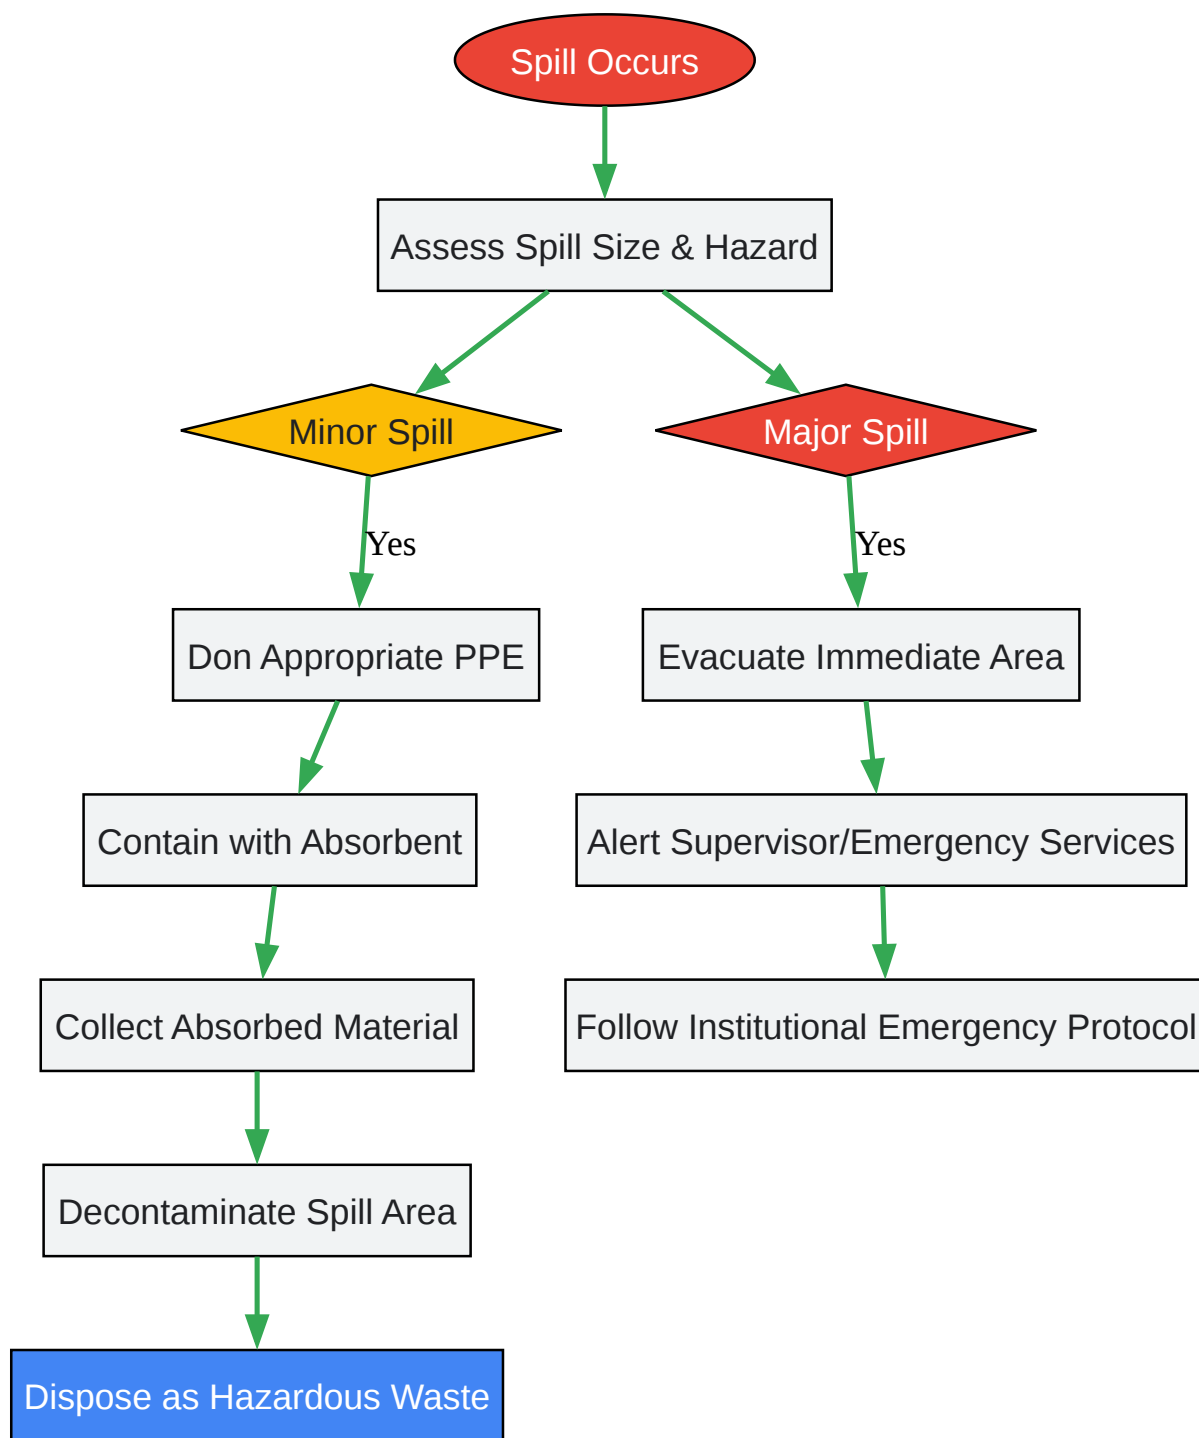 Spill Occurs
Assess Spill Size & Hazard
Minor Spill
Major Spill
Yes
Yes
Don Appropriate PPE
Evacuate Immediate Area
Contain with Absorbent
Alert Supervisor/Emergency Services
Collect Absorbed Material
Follow Institutional Emergency Protocol
Decontaminate Spill Area
Dispose as Hazardous Waste